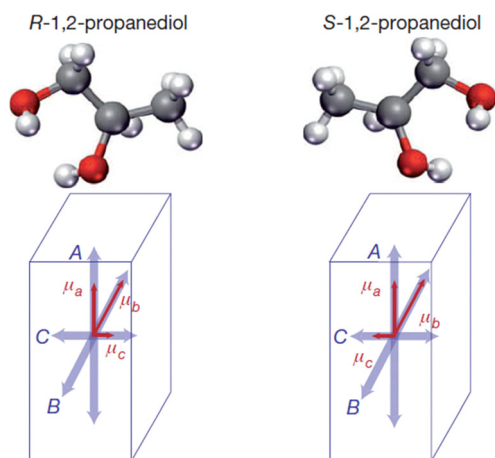 R-1,2-propanediol
S-1,2-propanediol
A
μa
μb
C
μc
B
A
μa
μb
C
μc
B